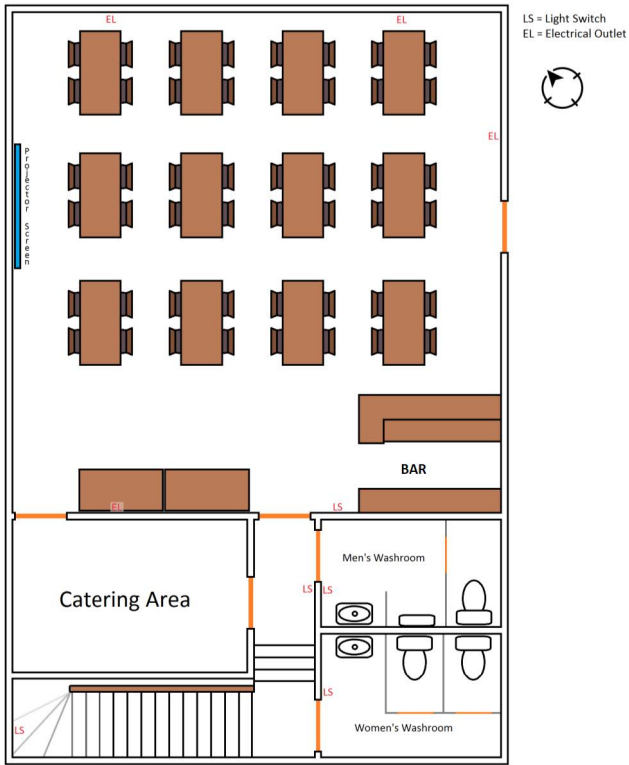 LS = Light Switch
EL = Electrical Outlet
EL
EL
EL
Projector Screen
BAR
EL
LS
Men's Washroom
Catering Area
LS
LS
LS
LS
Women's Washroom